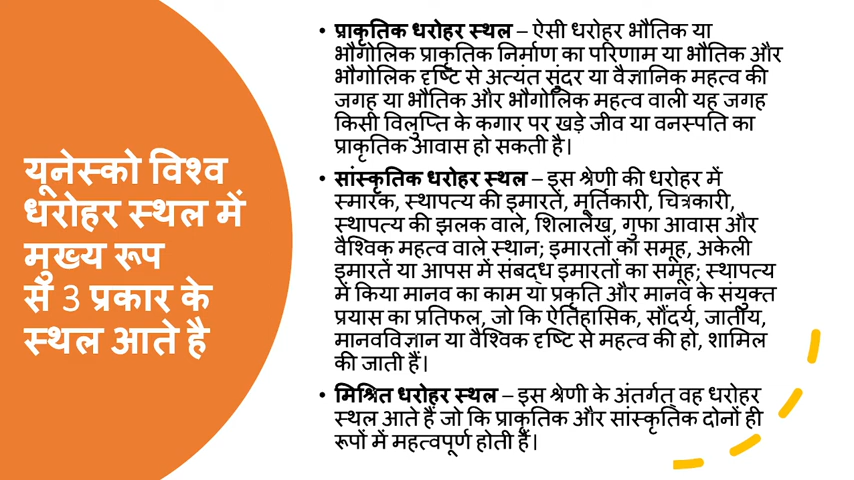 यूनेस्को विश्व
धरोहर स्थल में
मुख्य रूप
से 3 प्रकार के
स्थल आते है
• प्राकृतिक धरोहर स्थल – ऐसी धरोहर भौतिक या
भौगोलिक प्राकृतिक निर्माण का परिणाम या भौतिक और
भौगोलिक दृष्टि से अत्यंत सुंदर या वैज्ञानिक महत्व की
जगह या भौतिक और भौगोलिक महत्व वाली यह जगह
किसी विलुप्ति के कगार पर खड़े जीव या वनस्पति का
प्राकृतिक आवास हो सकती है।
• सांस्कृतिक धरोहर स्थल – इस श्रेणी की धरोहर में
स्मारक, स्थापत्य की इमारतें, मूर्तिकारी, चित्रकारी,
स्थापत्य की झलक वाले, शिलालेख, गुफा आवास और
वैश्विक महत्व वाले स्थान; इमारतों का समूह, अकेली
इमारतें या आपस में संबद्ध इमारतों का समूह; स्थापत्य
में किया मानव का काम या प्रकृति और मानव के संयुक्त
प्रयास का प्रतिफल, जो कि ऐतिहासिक, सौंदर्य, जातीय,
मानवविज्ञान या वैश्विक दृष्टि से महत्व की हो, शामिल
की जाती हैं।
• मिश्रित धरोहर स्थल – इस श्रेणी के अंतर्गत् वह धरोहर
स्थल आते हैं जो कि प्राकृतिक और सांस्कृतिक दोनों ही
रूपों में महत्वपूर्ण होती हैं।